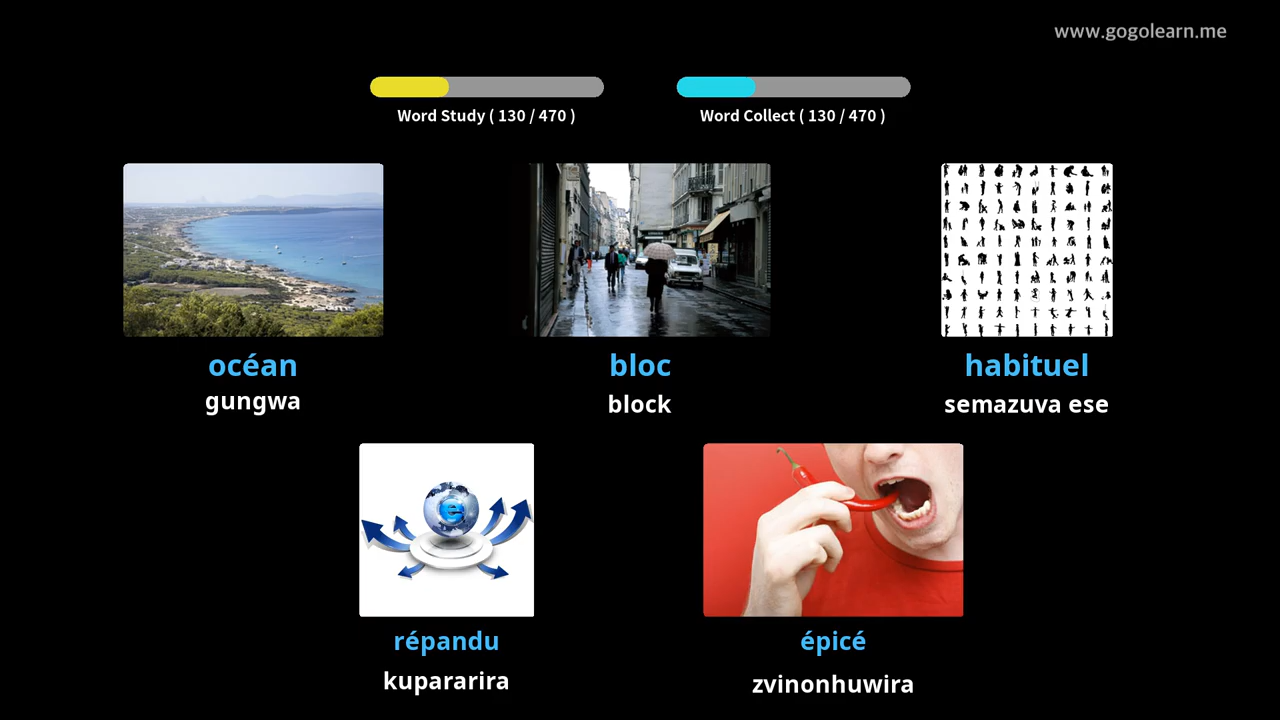 www.gogolearn.me
Word Study ( 130 / 470 )
Word Collect ( 130 / 470 )
océan
gungwa
bloc
block
habituel
semazuva ese
répandu
kupararira
épicé
zvinonhuwira